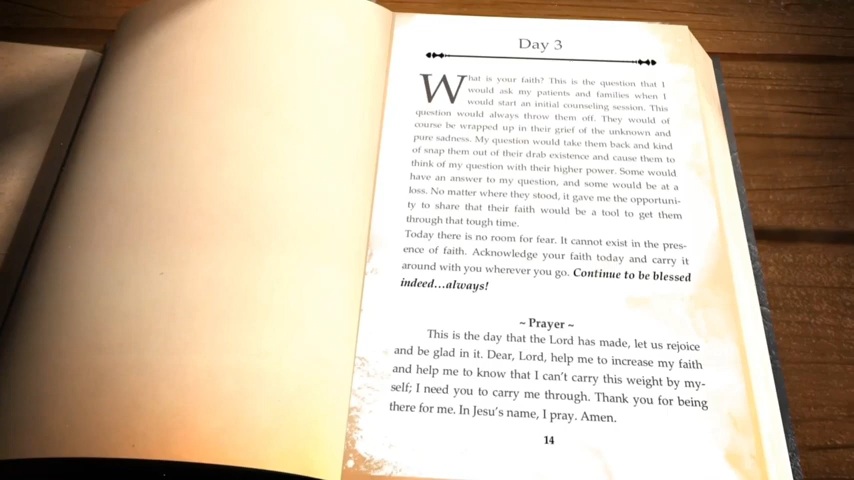 Day 3
What is your faith? This is the question that I
would ask my patients and families when I
would start an initial counseling session. This
question would always throw them off. They would of
course be wrapped up in their grief of the unknown and
pure sadness. My question would take them back and kind
of snap them out of their drab existence and cause them to
think of my question with their higher power. Some would
have an answer to my question, and some would be at a
loss. No matter where they stood, it gave me the opportuni-
ty to share that their faith would be a tool to get them
through that tough time.
Today there is no room for fear. It cannot exist in the pres-
ence of faith. Acknowledge your faith today and carry it
around with you wherever you go. Continue to be blessed
indeed...always!
~ Prayer ~
This is the day that the Lord has made, let us rejoice
and be glad in it. Dear, Lord, help me to increase my faith
and help me to know that I can't carry this weight by my-
self; I need you to carry me through. Thank you for being
there for me. In Jesu's name, I pray. Amen.
14